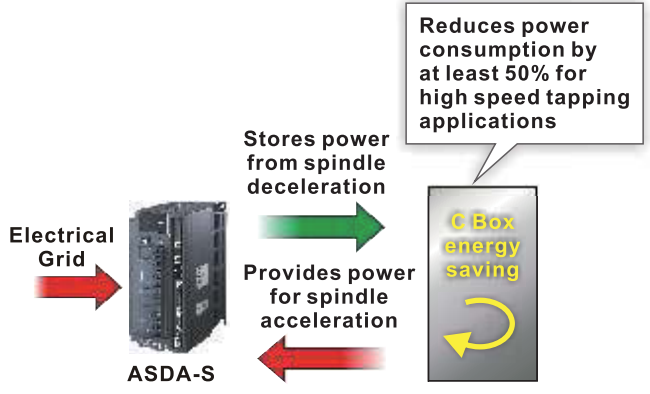 Reduces power
consumption by
at least 50% for
high speed tapping
applications
Stores power
from spindle
deceleration
Electrical
Grid
C Box
energy
saving
Provides power
for spindle
acceleration
ASDA-S